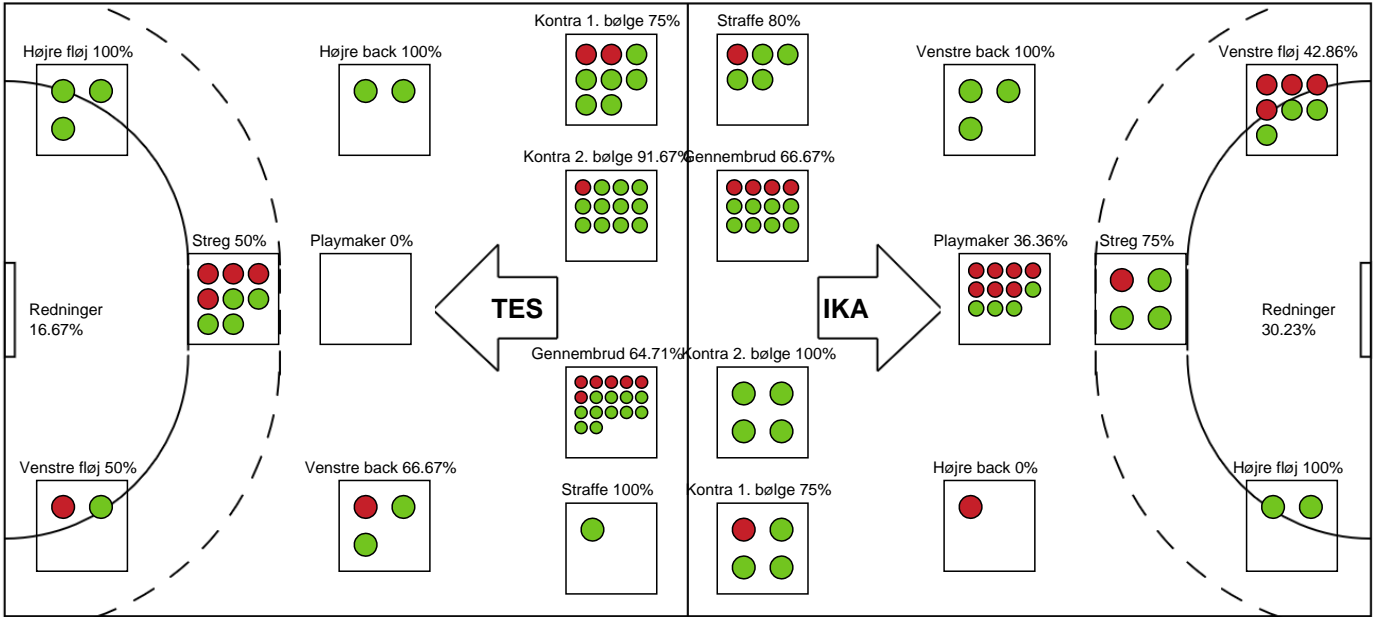 Kontra 1. bølge 75%
Straffe 80%
Højre fløj 100%
Højre back 100%
Venstre back 100%
Venstre fløj 42.86%
Kontra 2. bølge 91.67%
Gennembrud 66.67%
Streg 50%
Playmaker 0%
Playmaker 36.36%
Streg 75%
Redninger
16.67%
TES
IKA
Redninger
30.23%
Gennembrud 64.71%
Kontra 2. bølge 100%
Venstre fløj 50%
Venstre back 66.67%
Straffe 100%
Kontra 1. bølge 75%
Højre back 0%
Højre fløj 100%